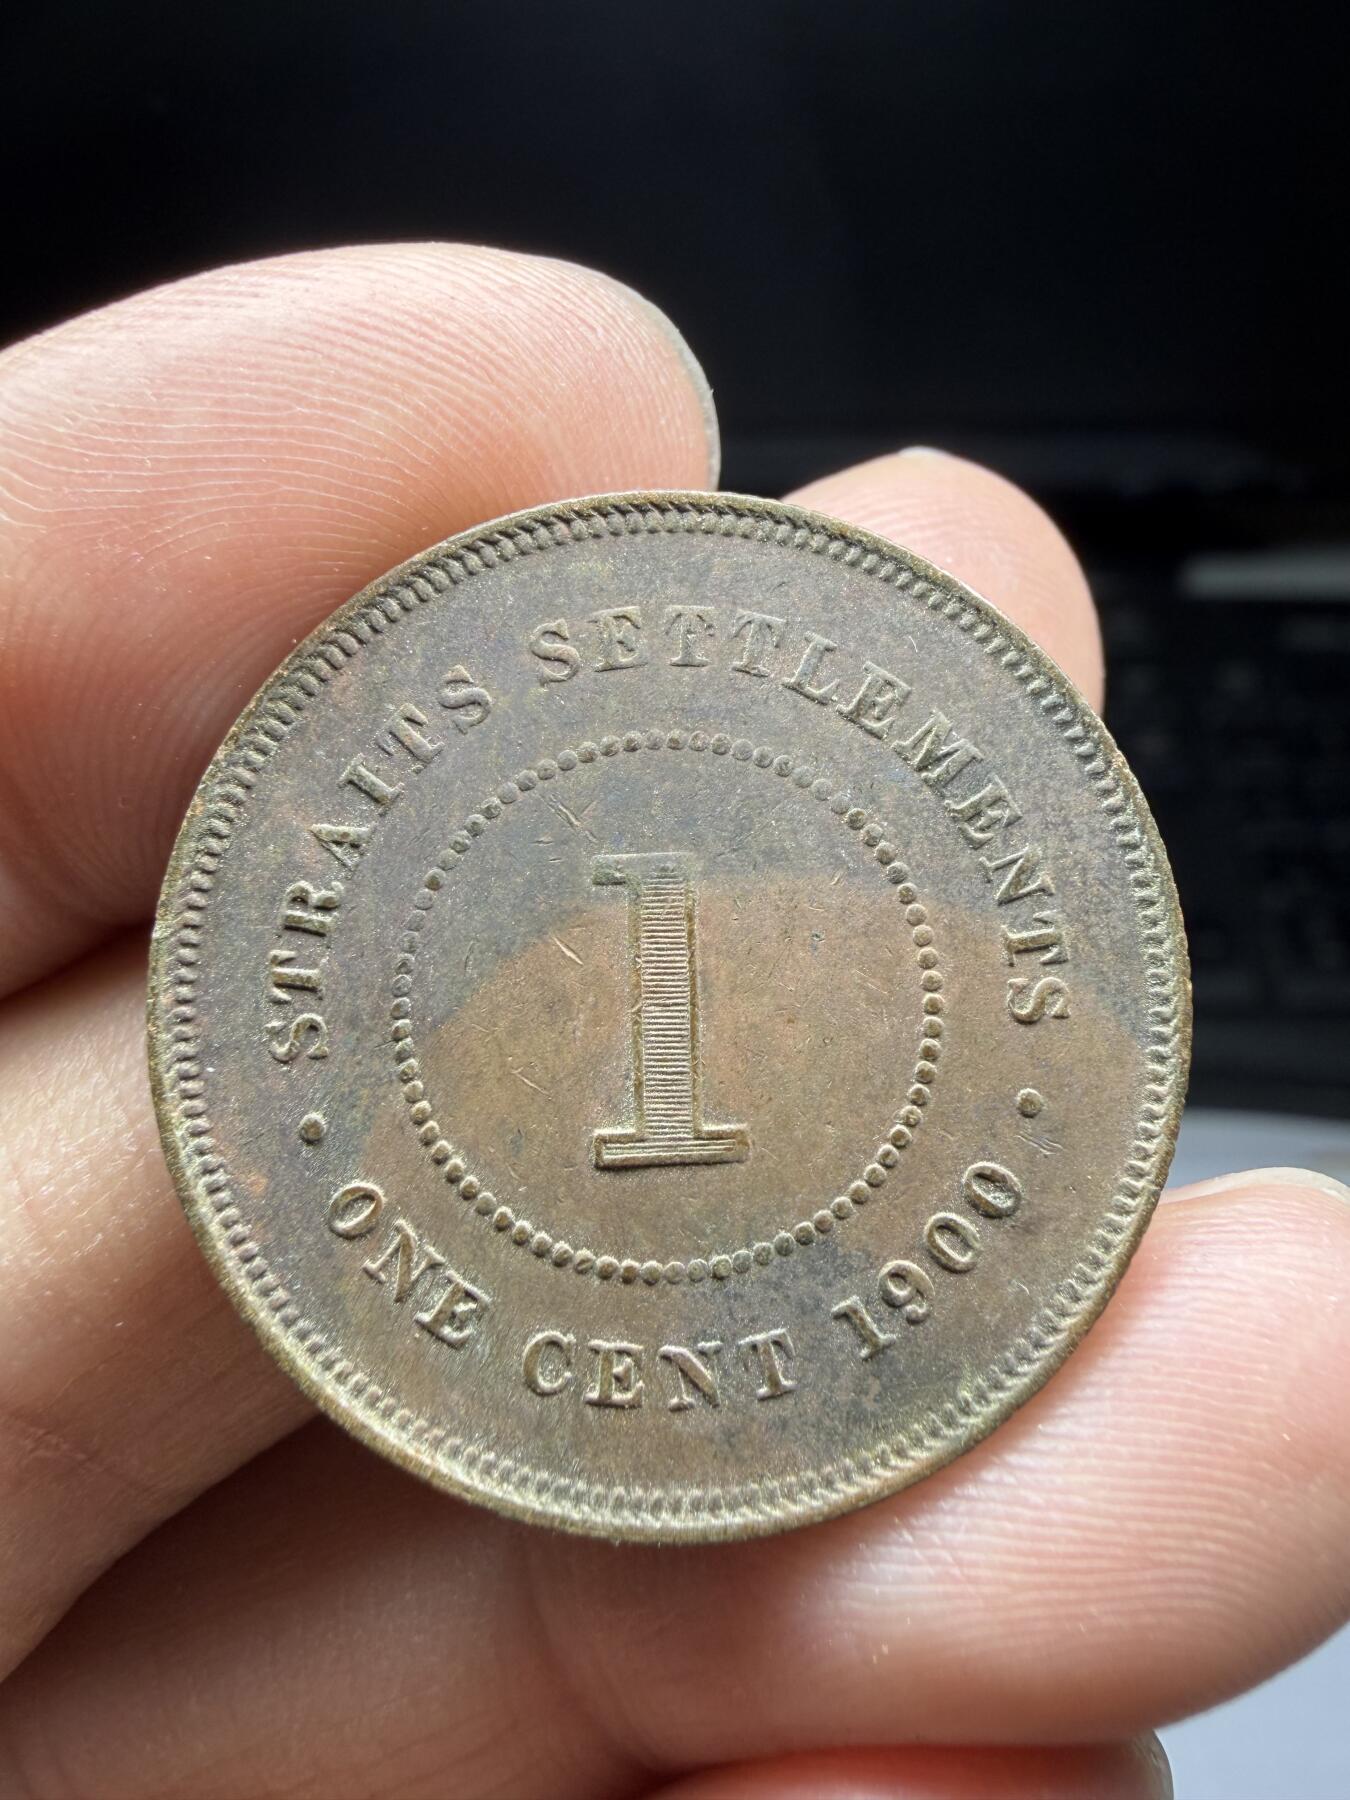 STRAITS SETTLEMENTS
1
• ONE CENT 1900 •